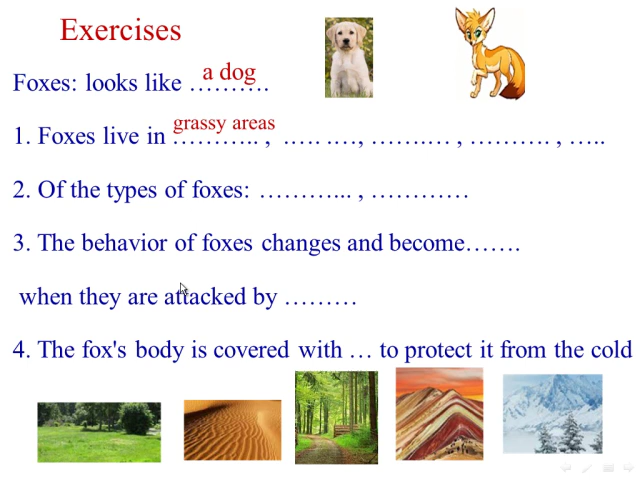 Exercises
a dog
Foxes: looks like ……….
grassy areas
1. Foxes live in ……….. , …. …, ……… , ………. , …..
2. Of the types of foxes: ………... , …………
3. The behavior of foxes changes and become…….
when they are attacked by ………
4. The fox's body is covered with … to protect it from the cold